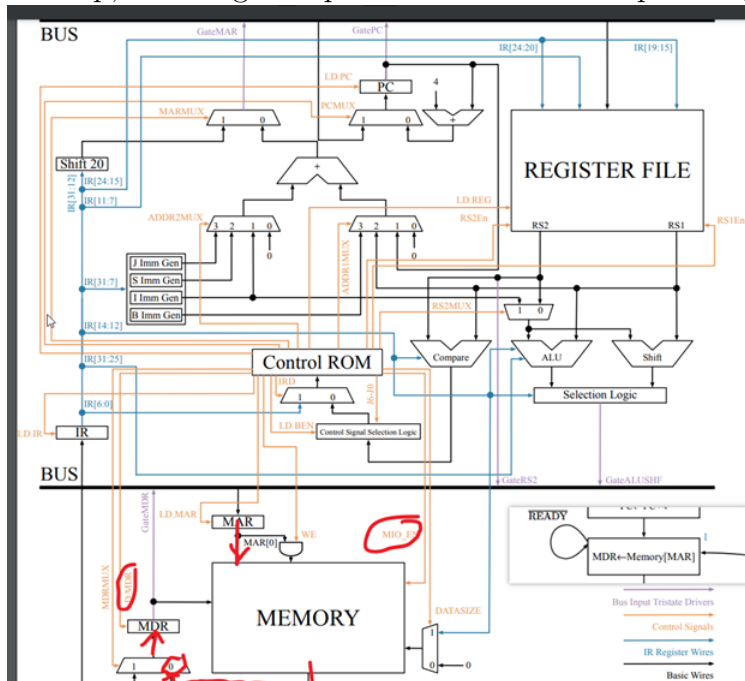 BUS
GateMAR
GatePC
IR[24:20]
IR[19:15]
LD.PC
PC
4
MARMUX
PCMUX
1 0
1 0
+
Shift 20
+
REGISTER FILE
IR[31:12]
IR[24:15]
IR[11:7]
LD.REG
RS2En
RS1En
ADDR2MUX
ADDR1MUX
3 2 1 0
3 2 1 0
RS2
RS1
0
0
J Imm Gen
S Imm Gen
I Imm Gen
B Imm Gen
IR[31:7]
RS2MUX
1 0
IR[14:12]
Control ROM
Compare
ALU
Shift
IR[31:25]
IRD
J6-J0
1 0
Selection Logic
IR[6:0]
LD.BEN
Control Signal Selection Logic
LD.IR
IR
BUS
GateMDR
GateRS2
GateALUSHF
LD.MAR
MAR
MAR[0]
WE
READY
1
MDR←Memory[MAR]
MDRMUX
MEMORY
DATASIZE
MDR
1
0
0
1 0
Bus Input Tristate Drivers
Control Signals
IR Register Wires
Basic Wires